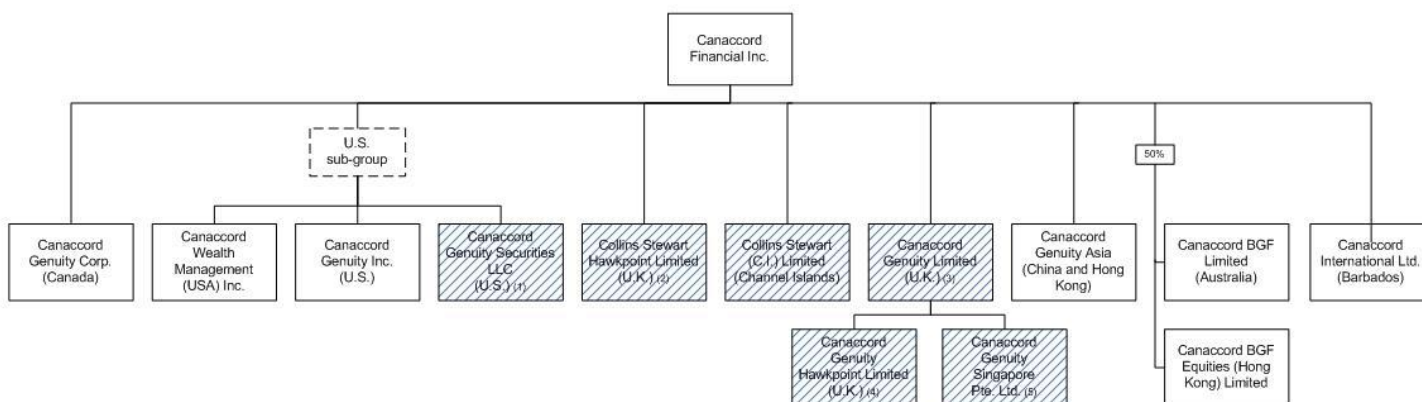 Canaccord
Financial Inc.
U.S.
sub-group
50%
Canaccord
Genuity Corp.
(Canada)
Canaccord
Wealth
Management
(USA) Inc.
Canaccord
Genuity Inc.
(U.S.)
Canaccord
Genuity Securities
LLC
(U.S.) (1)
Collins Stewart
Hawkpoint Limited
(U.K.) (2)
Collins Stewart
(C.I.) Limited
(Channel Islands)
Canaccord
Genuity Limited
(U.K.) (3)
Canaccord
Genuity Asia
(China and Hong
Kong)
Canaccord BGF
Limited
(Australia)
Canaccord
International Ltd.
(Barbados)
Canaccord
Genuity
Hawkpoint Limited
(U.K.) (4)
Canaccord
Genuity
Singapore
Pte. Ltd. (5)
Canaccord BGF
Equities (Hong
Kong) Limited